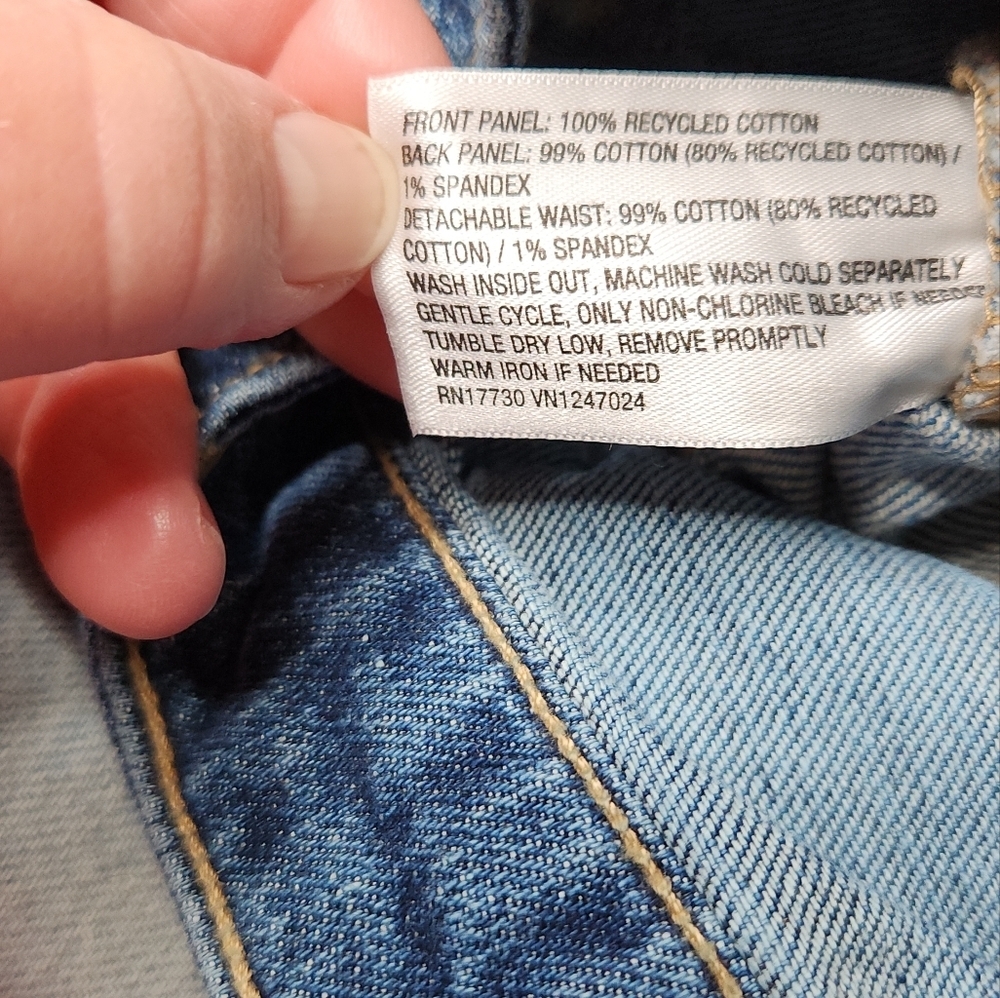 FRONT PANEL: 100% RECYCLED COTTON
BACK PANEL: 99% COTTON (80% RECYCLED COTTON) /
1% SPANDEX
DETACHABLE WAIST: 99% COTTON (80% RECYCLED
COTTON) / 1% SPANDEX
WASH INSIDE OUT, MACHINE WASH COLD SEPARATELY
GENTLE CYCLE, ONLY NON-CHLORINE BLEACH IF NEEDED
TUMBLE DRY LOW, REMOVE PROMPTLY
WARM IRON IF NEEDED
RN17730 VN1247024